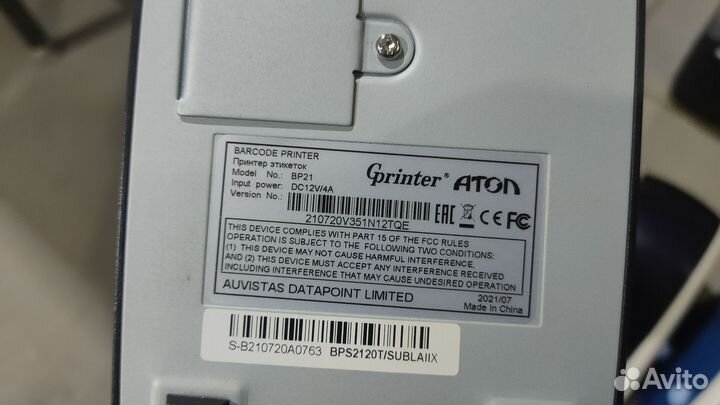 BARCODE PRINTER
Принтер этикеток
Model No.: BP21
Input power: DC12V/4A
Version No.:
210720V351N12TQE
Gprinter® ATOL
EAC CE FC
THIS DEVICE COMPLIES WITH PART 15 OF THE FCC RULES
OPERATION IS SUBJECT TO THE FOLLOWING TWO CONDITIONS:
(1) THIS DEVICE MAY NOT CAUSE HARMFUL INTERFERENCE,
AND (2) THIS DEVICE MUST ACCEPT ANY INTERFERENCE RECEIVED
INCLUDING INTERFERENCE THAT MAY CAUSE UNDESIRED OPERATION
AUVISTAS DATAPOINT LIMITED
2021/07
Made in China
S-B210720A0763 BPS2120T/SUBLAIIX
Avito